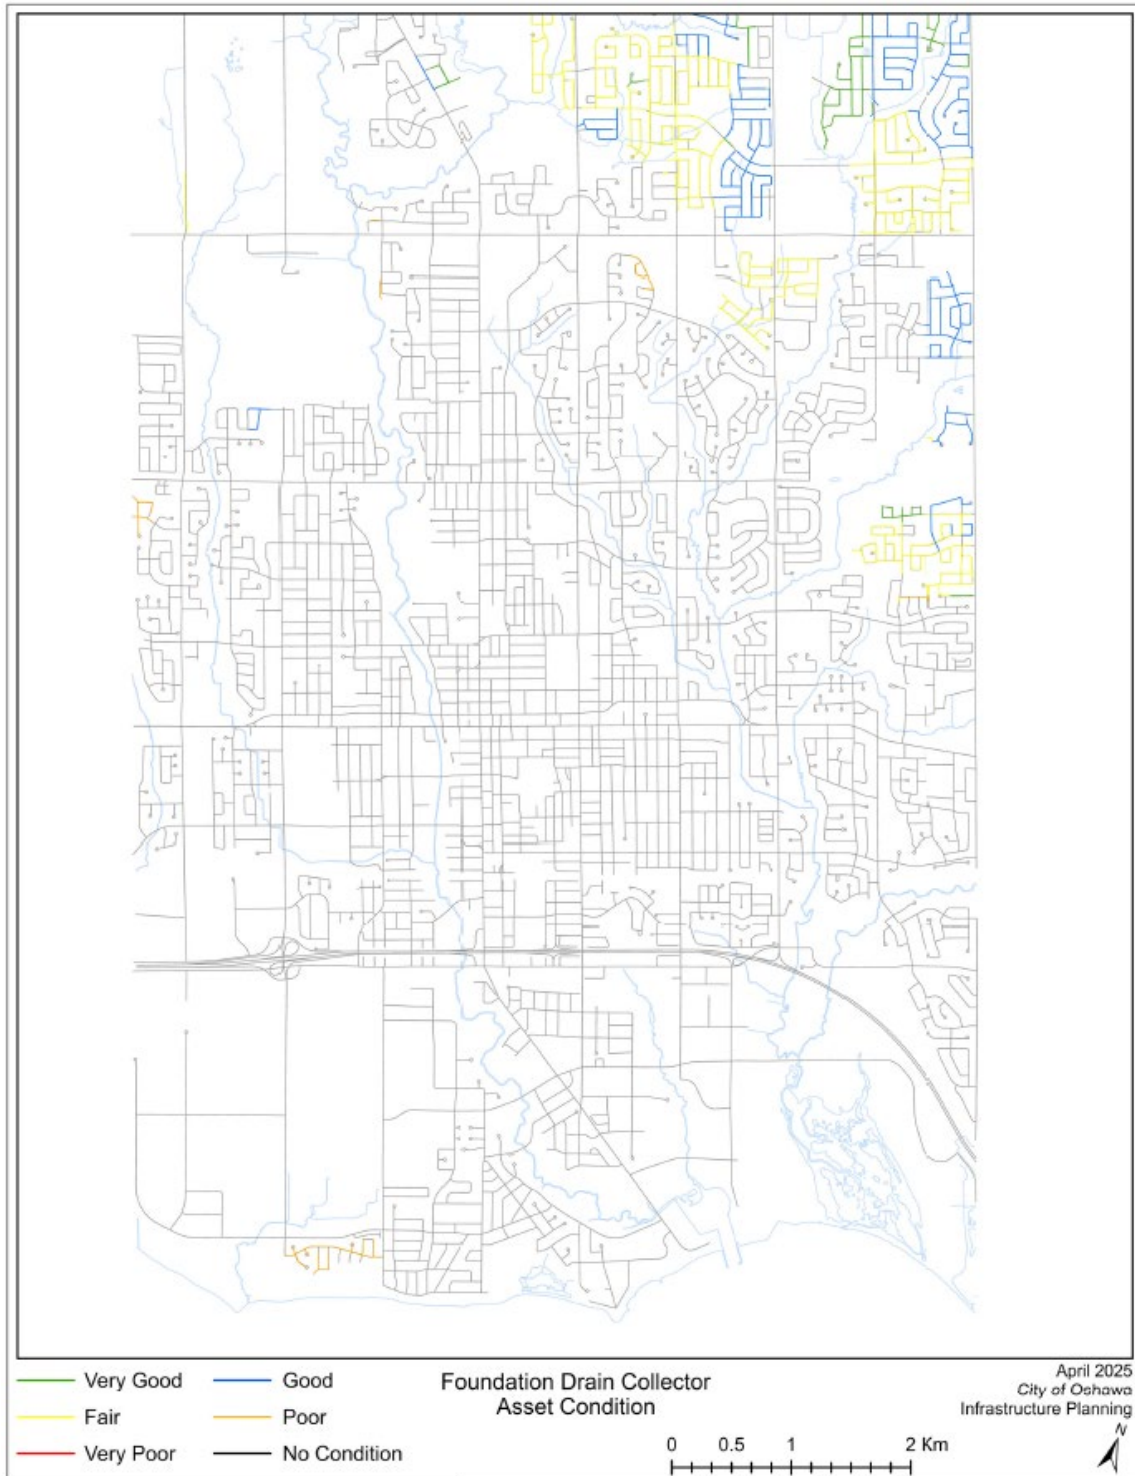 Very Good
Good
Fair
Poor
Very Poor
No Condition
Foundation Drain Collector
Asset Condition
0 0.5 1 2 Km
April 2025
City of Oshawa
Infrastructure Planning
N